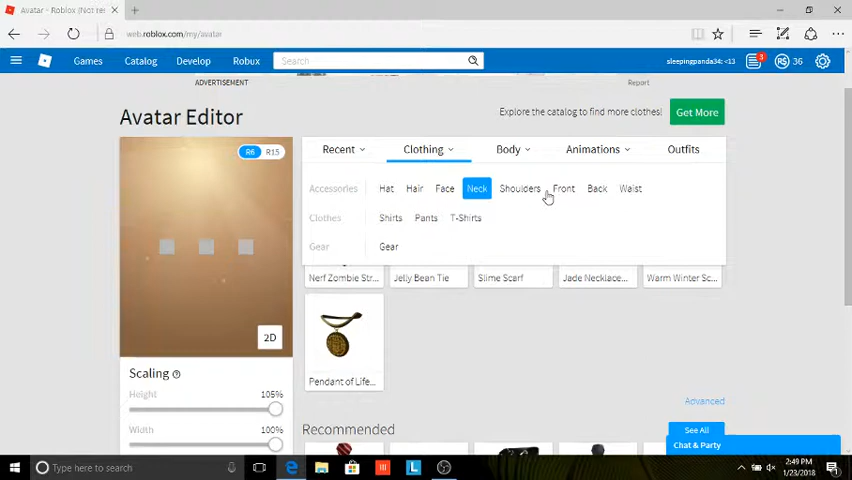 Avatar - Roblox (Not re
web.roblox.com/my/avatar
Games Catalog Develop Robux Search sleepingpanda34: <13 3 R$ 36
ADVERTISEMENT Report
Avatar Editor Explore the catalog to find more clothes! Get More
R6 R15
Recent Clothing Body Animations Outfits
Accessories Hat Hair Face Neck Shoulders Front Back Waist
Clothes Shirts Pants T-Shirts
Gear Gear
Nerf Zombie Str... Jelly Bean Tie Slime Scarf Jade Necklace... Warm Winter Sc...
2D
Pendant of Life...
Scaling
Height 105%
Width 100%
Advanced
Recommended See All
Chat & Party
Type here to search
2:49 PM
1/23/2018